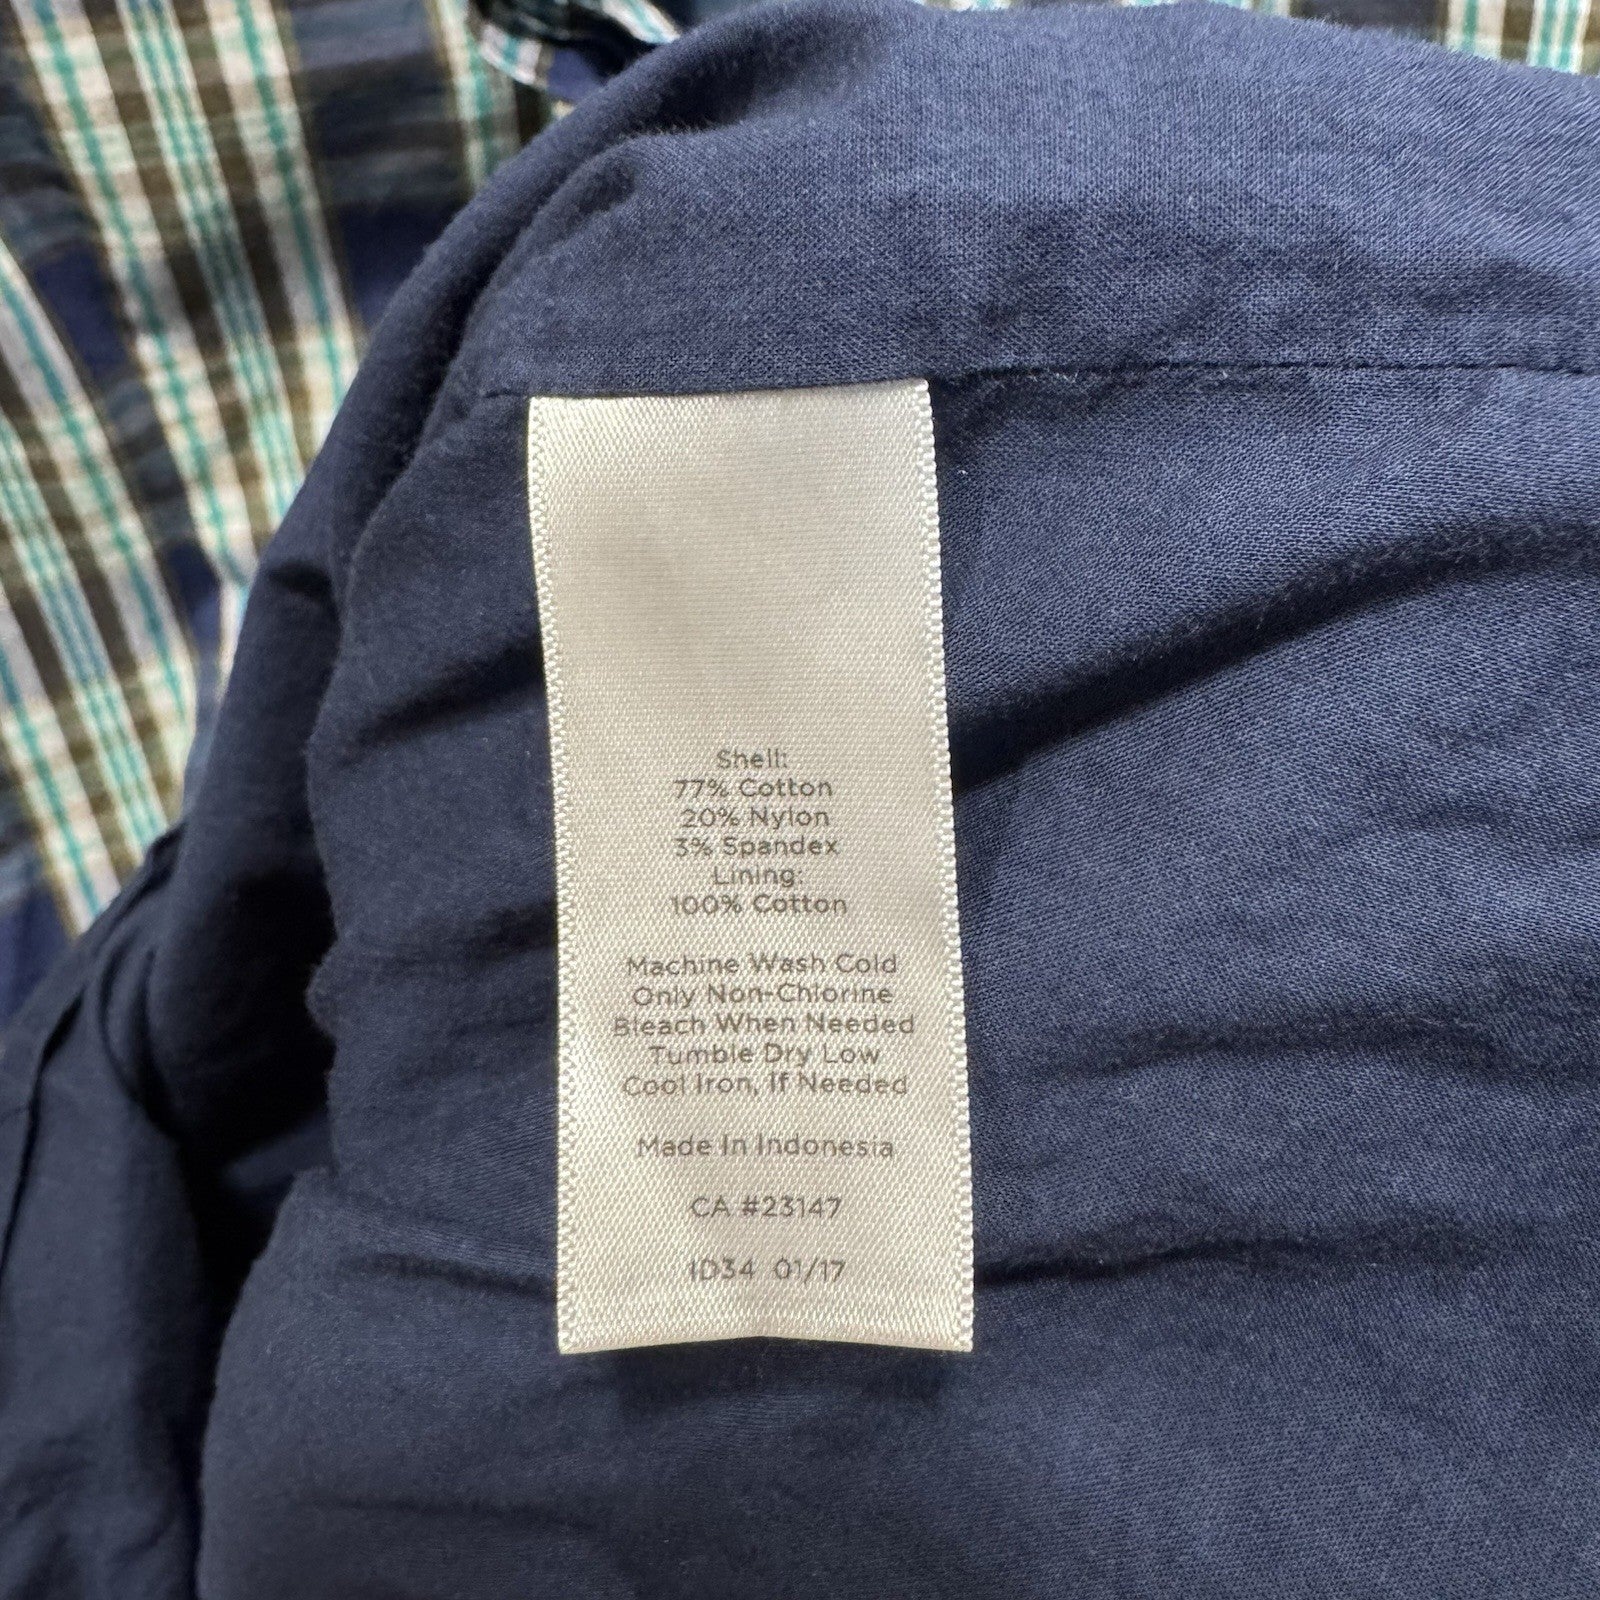 Shell:
77% Cotton
20% Nylon
3% Spandex
Lining:
100% Cotton
Machine Wash Cold
Only Non-Chlorine
Bleach When Needed
Tumble Dry Low
Cool Iron, If Needed
Made In Indonesia
CA #23147
1D34 01/17